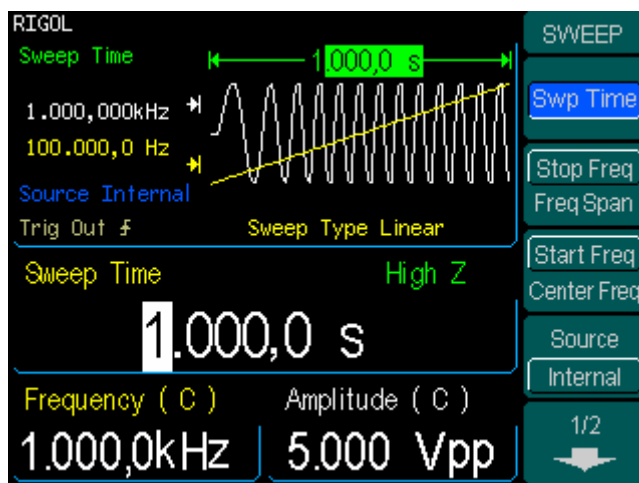 RIGOL
SWEEP
Sweep Time
1.000,0 s
Swp Time
1.000,000kHz
100.000,0 Hz
Stop Freq
Freq Span
Source Internal
Trig Out
Sweep Type Linear
Start Freq
Center Freq
Sweep Time
High Z
1.000,0 s
Source
Internal
Frequency ( C )
Amplitude ( C )
1.000,0kHz
5.000 Vpp
1/2